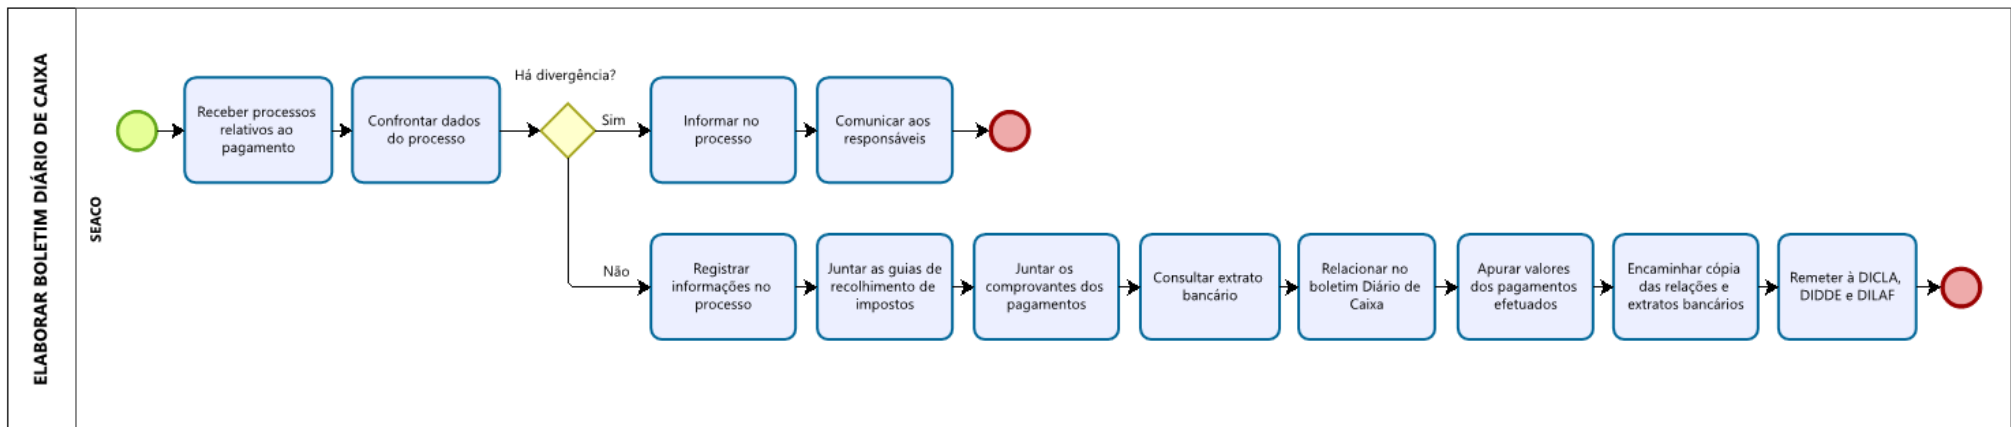 ELABORAR BOLETIM DIÁRIO DE CAIXA
SEACO
Receber processos
relativos ao
pagamento
Confrontar dados
do processo
Há divergência?
Sim
Informar no
processo
Comunicar aos
responsáveis
Não
Registrar
informações no
processo
Juntar as guias de
recolhimento de
impostos
Juntar os
comprovantes dos
pagamentos
Consultar extrato
bancário
Relacionar no
boletim Diário de
Caixa
Apurar valores
dos pagamentos
efetuados
Encaminhar cópia
das relações e
extratos bancários
Remeter à DICLA,
DIDDE e DILAF